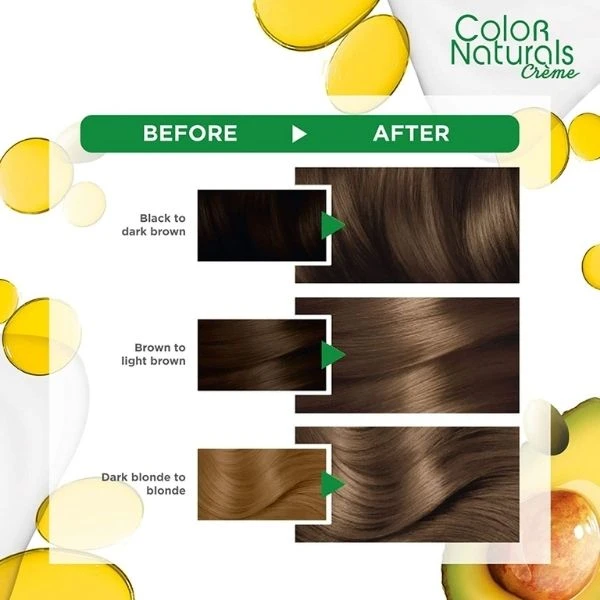 COLOR
Naturals
Crème
BEFORE ▶ AFTER
Black to
dark brown
Brown to
light brown
Dark blonde to
blonde